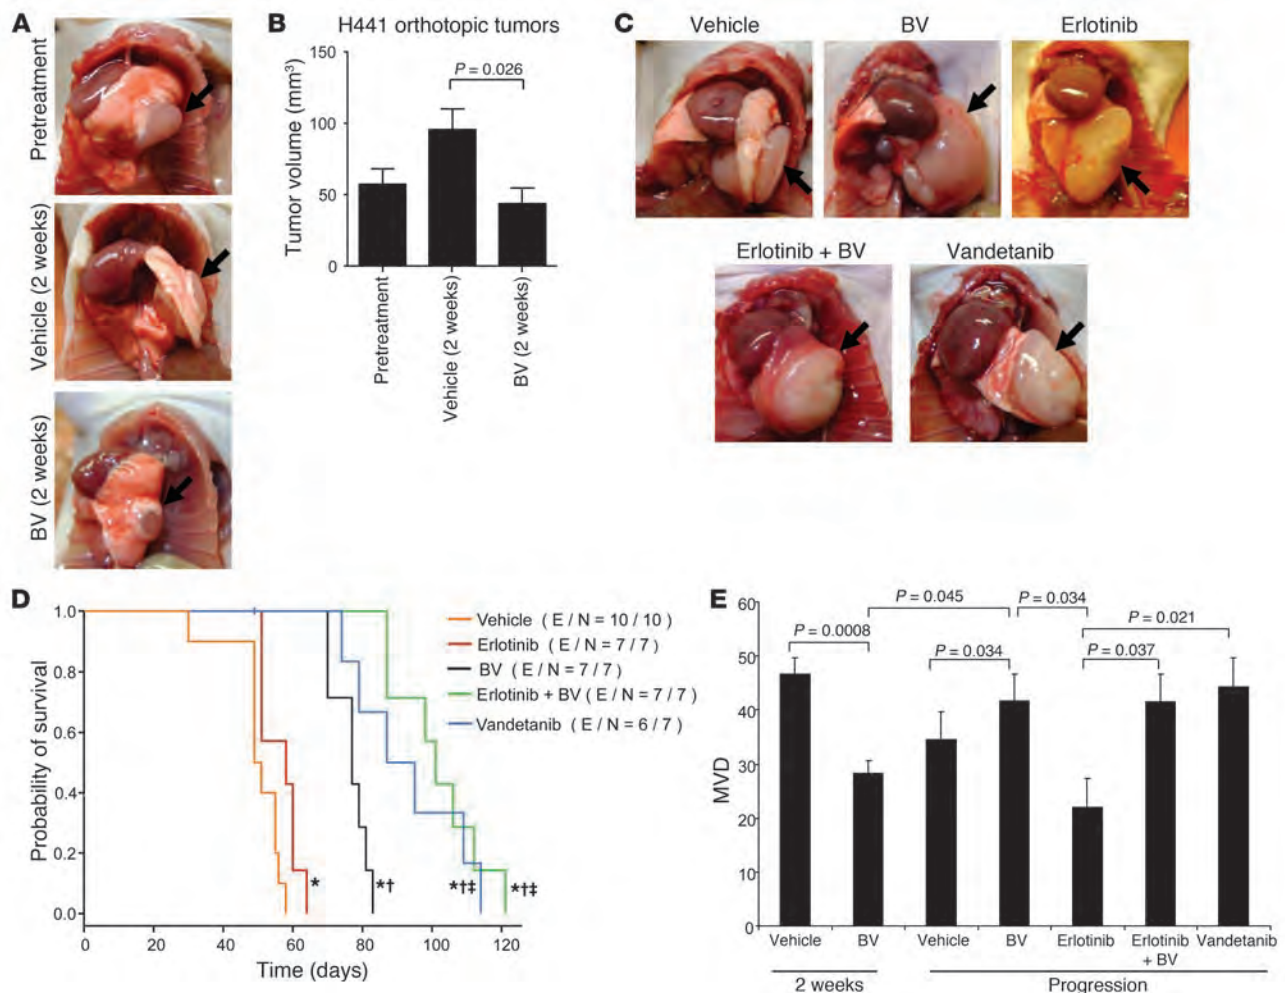 A
Pretreatment
Vehicle (2 weeks)
BV (2 weeks)
B
H441 orthotopic tumors
Tumor volume (mm³)
150
100
50
0
P = 0.026
Pretreatment
Vehicle (2 weeks)
BV (2 weeks)
C
Vehicle
BV
Erlotinib
Erlotinib + BV
Vandetanib
D
Probability of survival
1.0
0.8
0.6
0.4
0.2
0.0
Vehicle ( E / N = 10 / 10 )
Erlotinib ( E / N = 7 / 7 )
BV ( E / N = 7 / 7 )
Erlotinib + BV ( E / N = 7 / 7 )
Vandetanib ( E / N = 6 / 7 )
*
*†
*†‡
*†‡
0 20 40 60 80 100 120
Time (days)
E
MVD
60
50
40
30
20
10
0
P = 0.045
P = 0.034
P = 0.021
P = 0.0008
P = 0.034
P = 0.037
Vehicle BV Vehicle BV Erlotinib Erlotinib Vandetanib
+ BV
2 weeks Progression